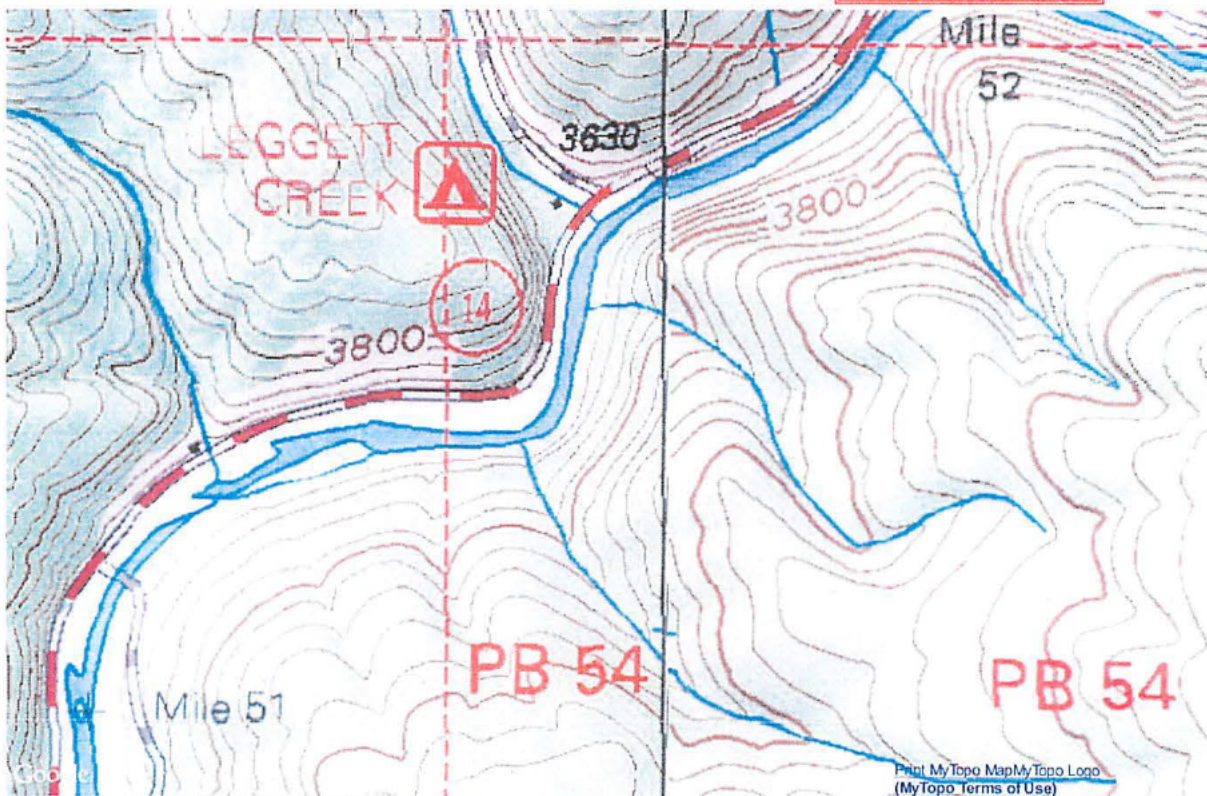 Mile
52
LEGGETT
CREEK
3630
3800
14
3800
PB 54
PB 54
Mile 51
Google
Print MyTopo MapMyTopo Logo
(MyTopo Terms of Use)